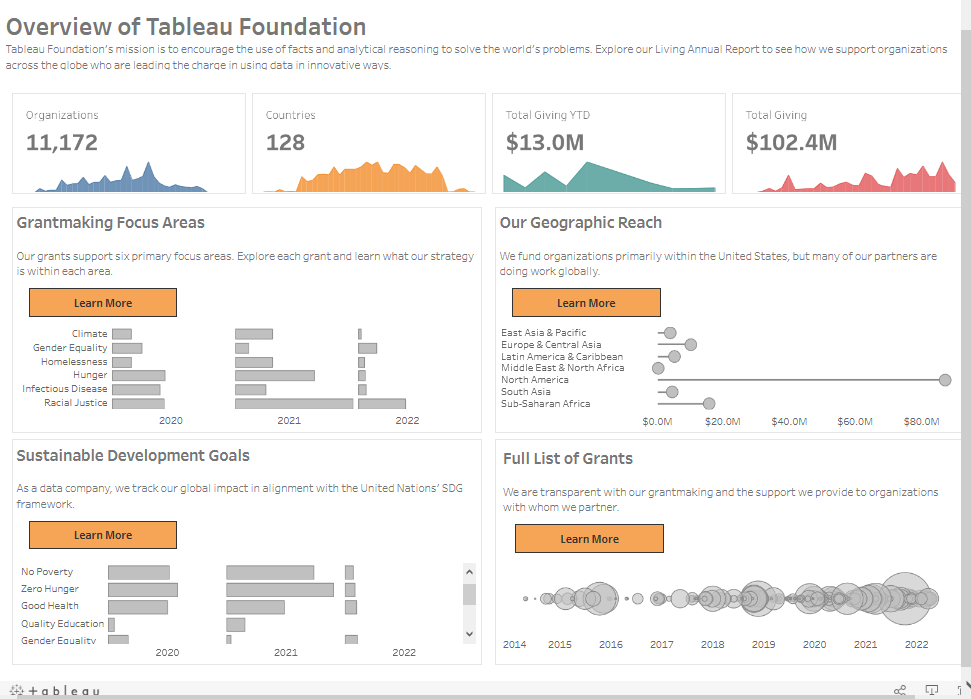 Overview of Tableau Foundation
Tableau Foundation's mission is to encourage the use of facts and analytical reasoning to solve the world's problems. Explore our Living Annual Report to see how we support organizations
across the globe who are leading the charge in using data in innovative ways.
Organizations
11,172
Countries
128
Total Giving YTD
$13.0M
Total Giving
$102.4M
Grantmaking Focus Areas
Our grants support six primary focus areas. Explore each grant and learn what our strategy
is within each area.
Learn More
Climate
Gender Equality
Homelessness
Hunger
Infectious Disease
Racial Justice
2020 2021 2022
Our Geographic Reach
We fund organizations primarily within the United States, but many of our partners are
doing work globally.
Learn More
East Asia & Pacific
Europe & Central Asia
Latin America & Caribbean
Middle East & North Africa
North America
South Asia
Sub-Saharan Africa
$0.0M $20.0M $40.0M $60.0M $80.0M
Sustainable Development Goals
As a data company, we track our global impact in alignment with the United Nations' SDG
framework.
Learn More
No Poverty
Zero Hunger
Good Health
Quality Education
Gender Equality
2020 2021 2022
Full List of Grants
We are transparent with our grantmaking and the support we provide to organizations
with whom we partner.
Learn More
2014 2015 2016 2017 2018 2019 2020 2021 2022
+ableau